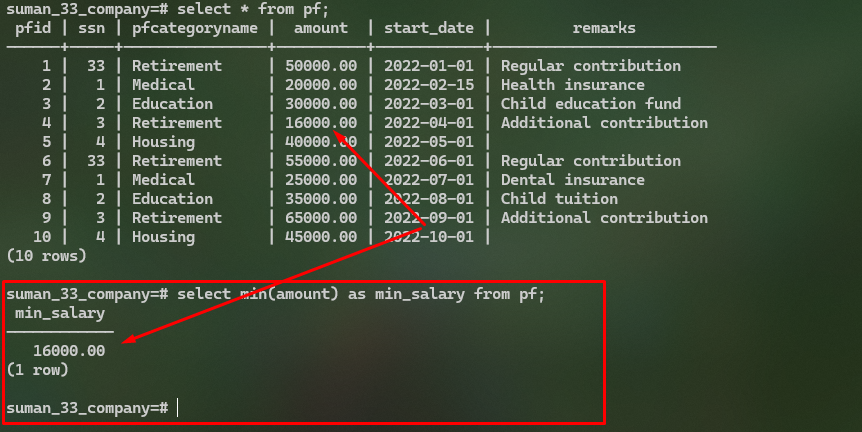 suman_33_company=# select * from pf;
pfid | ssn | pfcategoryname | amount | start_date | remarks
1 | 33 | Retirement | 50000.00 | 2022-01-01 | Regular contribution
2 | 1 | Medical | 20000.00 | 2022-02-15 | Health insurance
3 | 2 | Education | 30000.00 | 2022-03-01 | Child education fund
4 | 3 | Retirement | 16000.00 | 2022-04-01 | Additional contribution
5 | 4 | Housing | 40000.00 | 2022-05-01 |
6 | 33 | Retirement | 55000.00 | 2022-06-01 | Regular contribution
7 | 1 | Medical | 25000.00 | 2022-07-01 | Dental insurance
8 | 2 | Education | 35000.00 | 2022-08-01 | Child tuition
9 | 3 | Retirement | 65000.00 | 2022-09-01 | Additional contribution
10 | 4 | Housing | 45000.00 | 2022-10-01 |
(10 rows)
suman_33_company=# select min(amount) as min_salary from pf;
min_salary
16000.00
(1 row)
suman_33_company=#